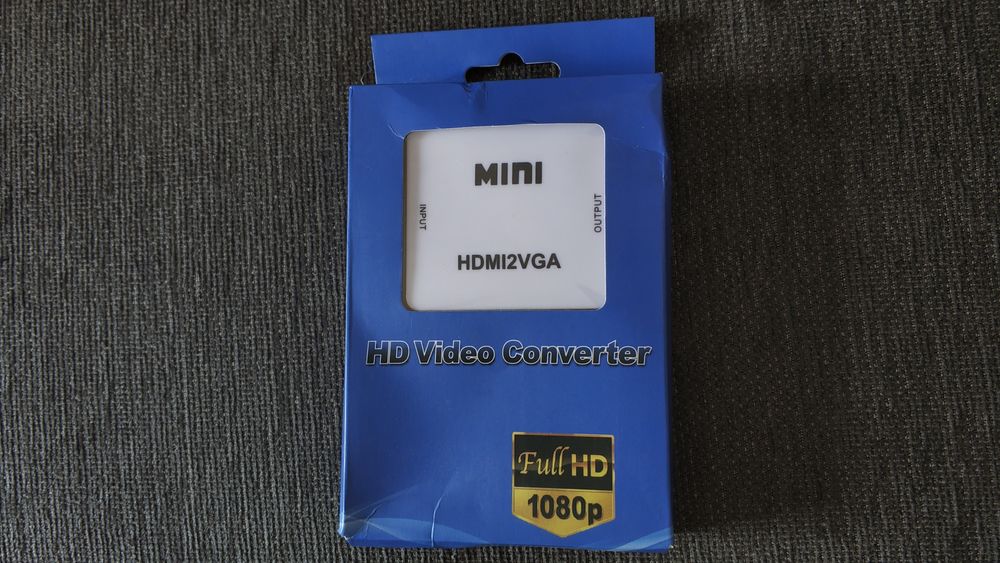 MINI
INPUT
OUTPUT
HDMI2VGA
HD Video Converter
Full HD
1080p